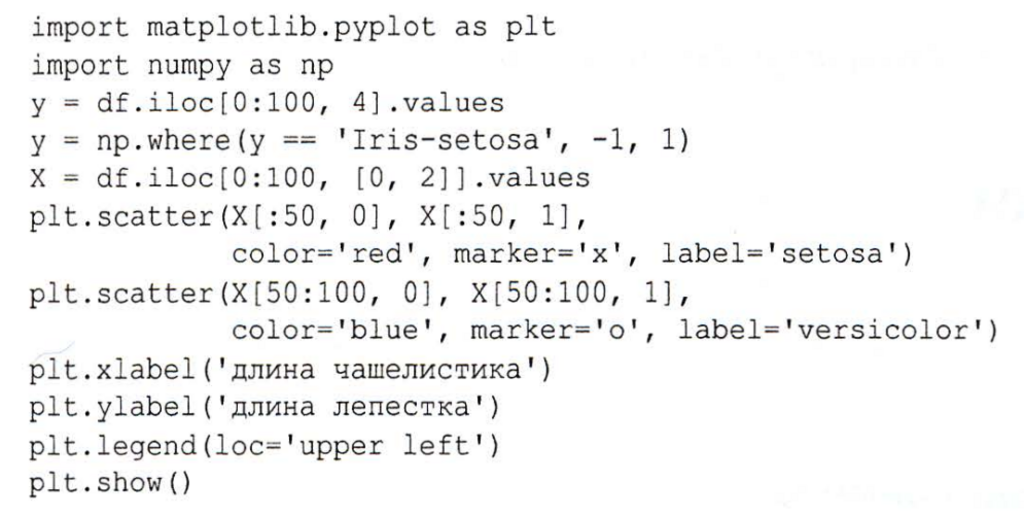 import matplotlib.pyplot as plt
import numpy as np
y = df.iloc[0:100, 4].values
y = np.where(y == 'Iris-setosa', -1, 1)
X = df.iloc[0:100, [0, 2]].values
plt.scatter(X[:50, 0], X[:50, 1],
            color='red', marker='x', label='setosa')
plt.scatter(X[50:100, 0], X[50:100, 1],
            color='blue', marker='o', label='versicolor')
plt.xlabel('длина чашелистика')
plt.ylabel('длина лепестка')
plt.legend(loc='upper left')
plt.show()